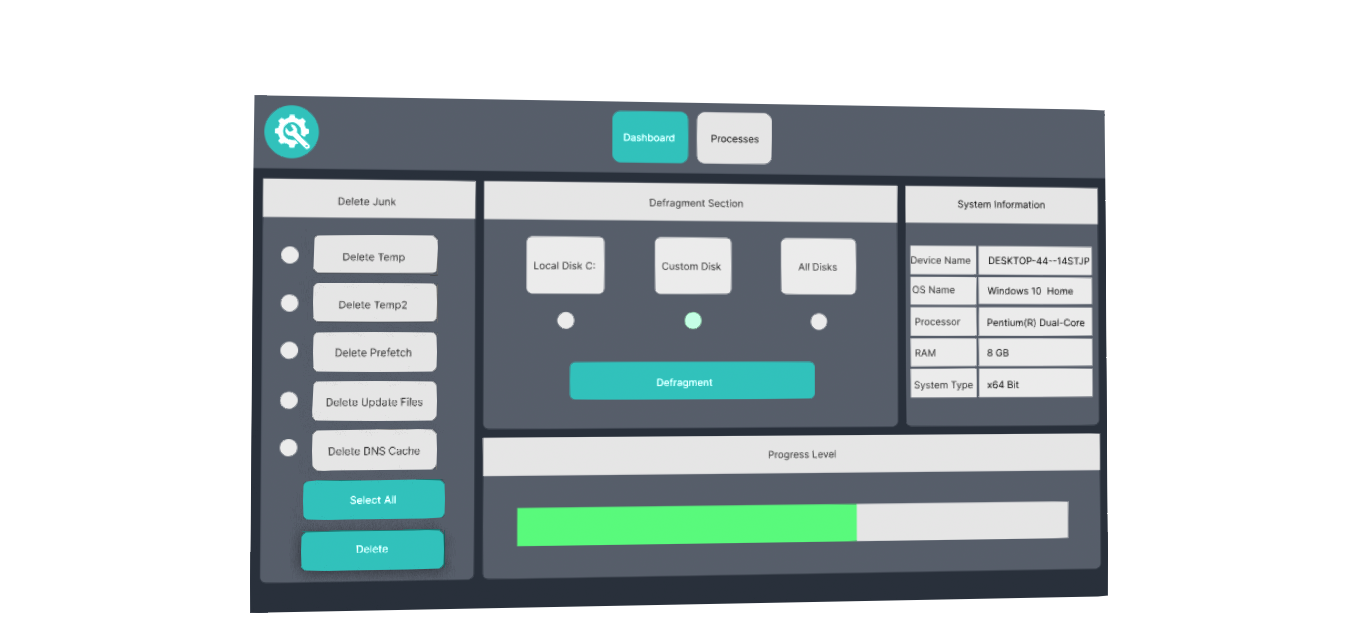 Dashboard
Processes
Delete Junk
Delete Temp
Delete Temp2
Delete Prefetch
Delete Update Files
Delete DNS Cache
Select All
Delete
Defragment Section
Local Disk C:
Custom Disk
All Disks
Defragment
System Information
Device Name DESKTOP-44--14STJP
OS Name Windows 10 Home
Processor Pentium(R) Dual-Core
RAM 8 GB
System Type x64 Bit
Progress Level